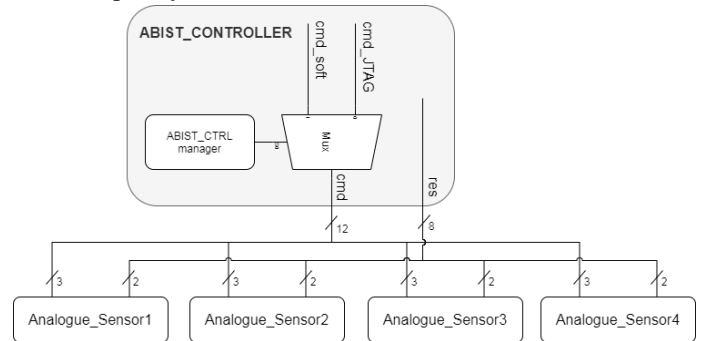 ABIST_CONTROLLER
cmd_soft
cmd_JTAG
ABIST_CTRL
manager
Mux
cmd
res
12
8
3
2
3
2
3
2
3
2
Analogue_Sensor1
Analogue_Sensor2
Analogue_Sensor3
Analogue_Sensor4